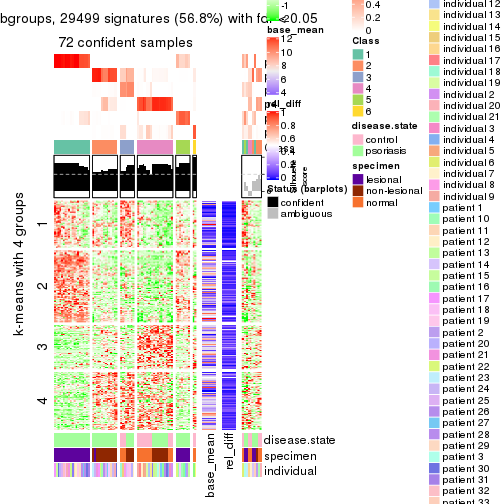 bgroups, 29499 signatures (56.8%) with fdr <0.05
72 confident samples
-1
base_mean
12
10
8
6
4
rel_diff
1
0.8
0.6
0.4
0.2
0
Silhouette
score
Status (barplots)
confident
ambiguous
0.4
0.2
0
Class
1
2
3
4
5
6
disease.state
control
psoriasis
specimen
lesional
non-lesional
normal
individual 12
individual 13
individual 14
individual 15
individual 16
individual 17
individual 18
individual 19
individual 2
individual 20
individual 21
individual 3
individual 4
individual 5
individual 6
individual 7
individual 8
individual 9
patient 1
patient 10
patient 11
patient 12
patient 13
patient 14
patient 15
patient 16
patient 17
patient 18
patient 19
patient 2
patient 20
patient 21
patient 22
patient 23
patient 24
patient 25
patient 26
patient 27
patient 28
patient 29
patient 3
patient 30
patient 31
patient 32
patient 33
k-means with 4 groups
1
2
3
4
base_mean
rel_diff
disease.state
specimen
individual